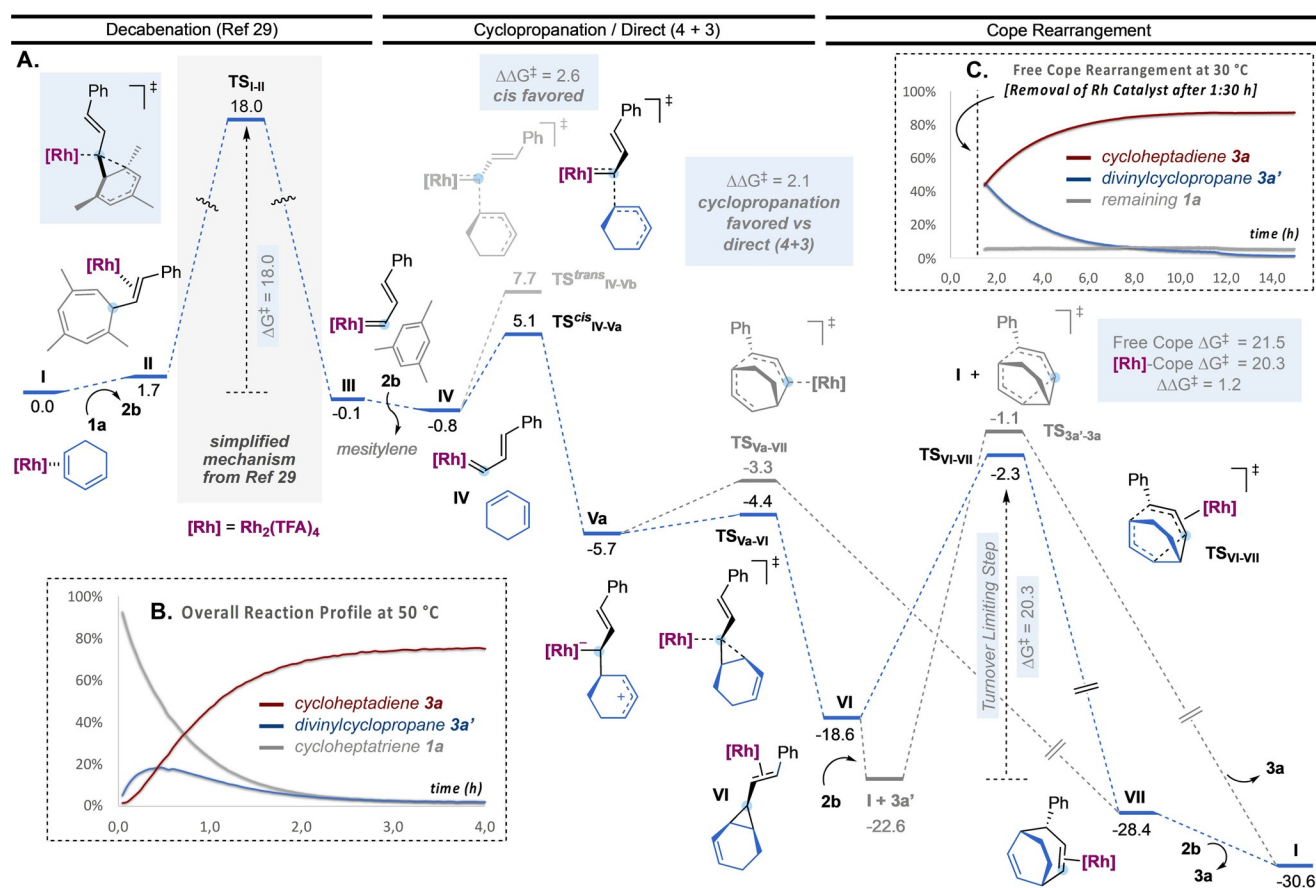 Decabenation (Ref 29)
Cyclopropanation / Direct (4 + 3)
Cope Rearrangement
A.
Ph
‡
[Rh]
TS I-II
18.0
ΔG‡ = 18.0
[Rh]
Ph
I
0.0
II
1.7
1a
2b
[Rh]
simplified
mechanism
from Ref 29
[Rh] = Rh2(TFA)4
Ph
[Rh]
III
-0.1
2b
mesitylene
IV
-0.8
Ph
[Rh]
IV
ΔΔG‡ = 2.6
cis favored
‡
Ph
[Rh]
‡
Ph
[Rh]
7.7
TStrans IV-Vb
5.1
TScis IV-Va
ΔΔG‡ = 2.1
cyclopropanation
favored vs
direct (4+3)
Va
-5.7
Ph
[Rh]
–
+
Ph
‡
[Rh]
TSVa-VII
-3.3
-4.4
TSVa-VI
Ph
‡
[Rh]
VI
-18.6
2b
[Rh]
Ph
VI
I + 3a’
-22.6
C.
Free Cope Rearrangement at 30 °C
[Removal of Rh Catalyst after 1:30 h]
100%
80%
60%
40%
20%
0%
cycloheptadiene 3a
divinylcyclopropane 3a’
remaining 1a
time (h)
0,0
2,0
4,0
6,0
8,0
10,0
12,0
14,0
Ph
‡
I +
-1.1
TS3a’-3a
Free Cope ΔG‡ = 21.5
[Rh]-Cope ΔG‡ = 20.3
ΔΔG‡ = 1.2
TSVI-VII
-2.3
Turnover Limiting Step
ΔG‡ = 20.3
Ph
‡
[Rh]
TSVI-VII
3a
VII
-28.4
Ph
[Rh]
2b
3a
I
-30.6
B.
Overall Reaction Profile at 50 °C
100%
80%
60%
40%
20%
0%
cycloheptadiene 3a
divinylcyclopropane 3a’
cycloheptatriene 1a
time (h)
0,0
1,0
2,0
3,0
4,0